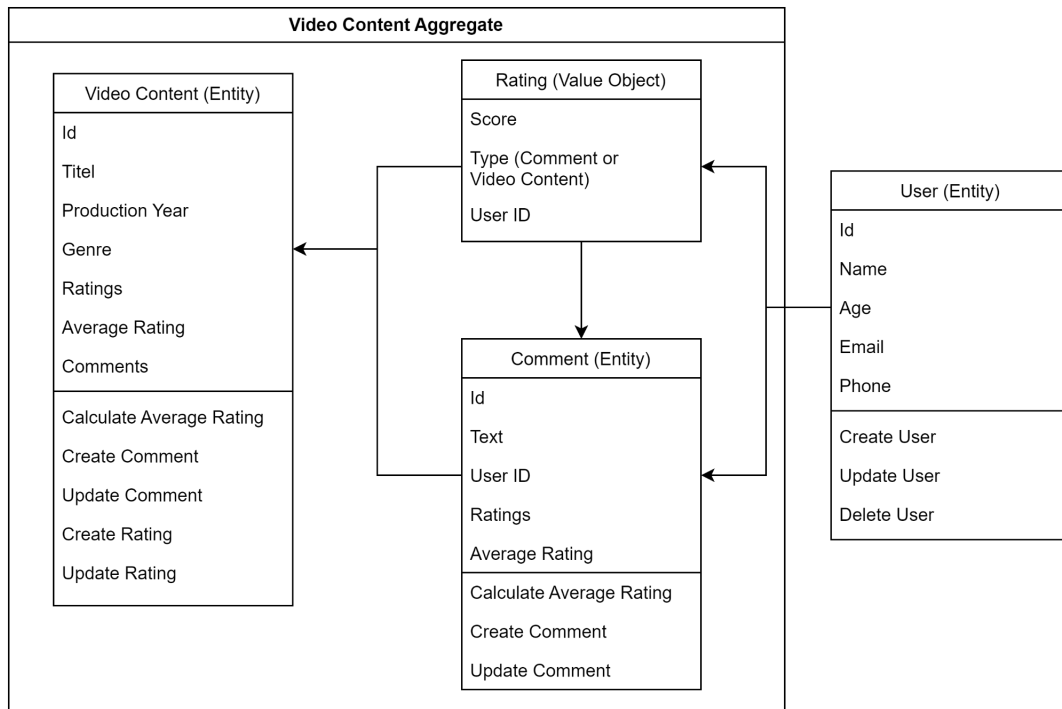 Video Content Aggregate
Video Content (Entity)
Id
Titel
Production Year
Genre
Ratings
Average Rating
Comments
Calculate Average Rating
Create Comment
Update Comment
Create Rating
Update Rating
Rating (Value Object)
Score
Type (Comment or
Video Content)
User ID
Comment (Entity)
Id
Text
User ID
Ratings
Average Rating
Calculate Average Rating
Create Comment
Update Comment
User (Entity)
Id
Name
Age
Email
Phone
Create User
Update User
Delete User